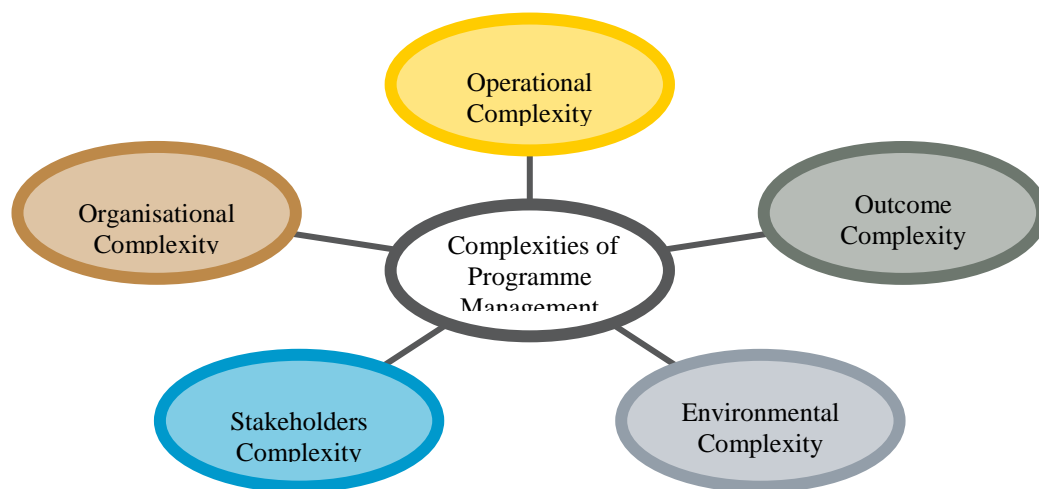 Operational
Complexity
Organisational
Complexity
Outcome
Complexity
Complexities of
Programme
Management
Stakeholders
Complexity
Environmental
Complexity